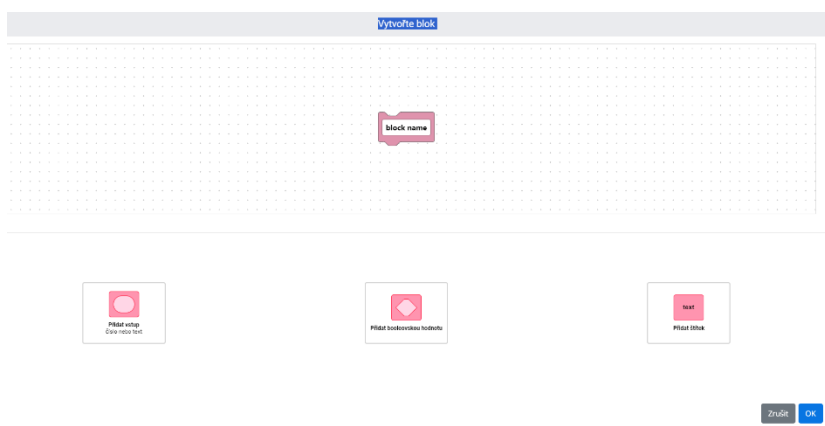 Vytvořte blok
block name
Přidat vstup
Číslo nebo text
Přidat booleovskou hodnotu
text
Přidat štítek
Zrušit
OK